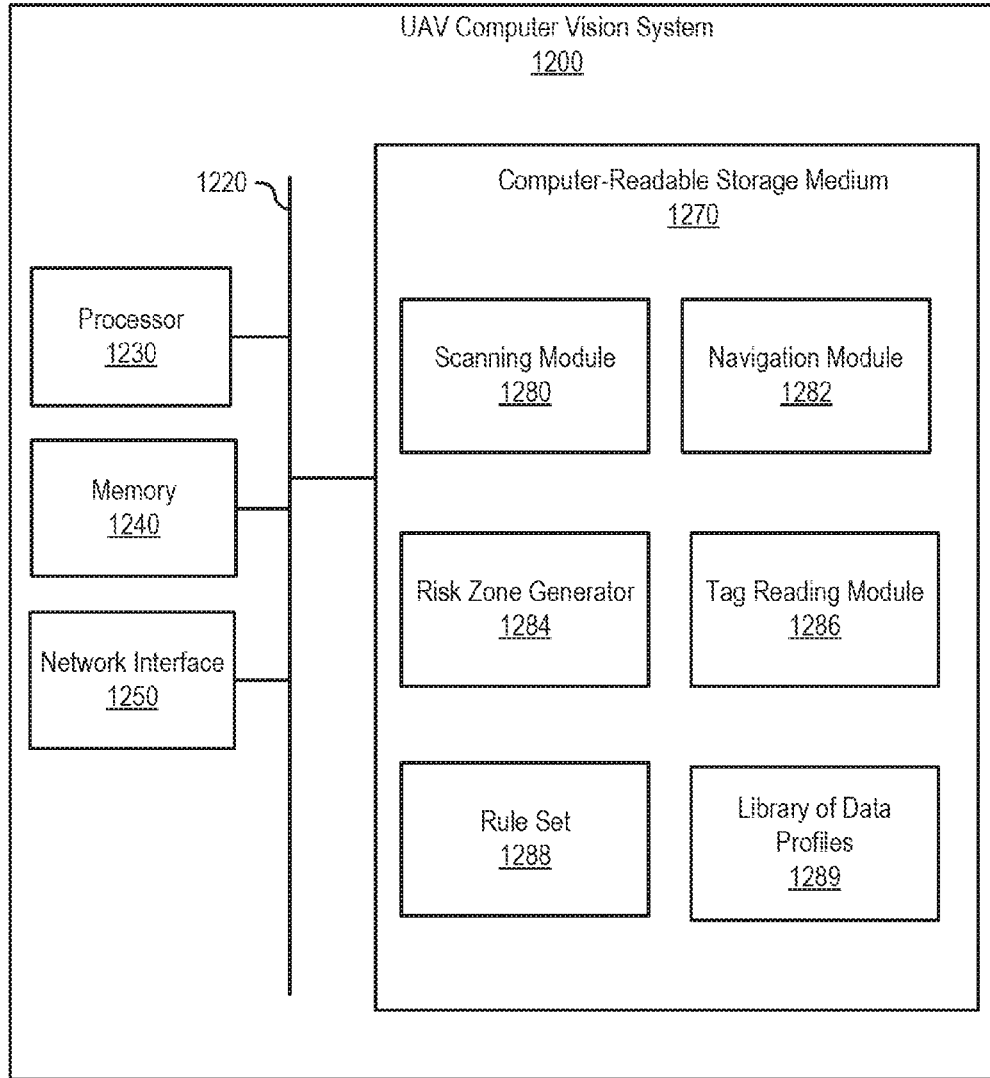 UAV Computer Vision System
1200
1220
Computer-Readable Storage Medium
1270
Processor
1230
Memory
1240
Network Interface
1250
Scanning Module
1280
Navigation Module
1282
Risk Zone Generator
1284
Tag Reading Module
1286
Rule Set
1288
Library of Data
Profiles
1289